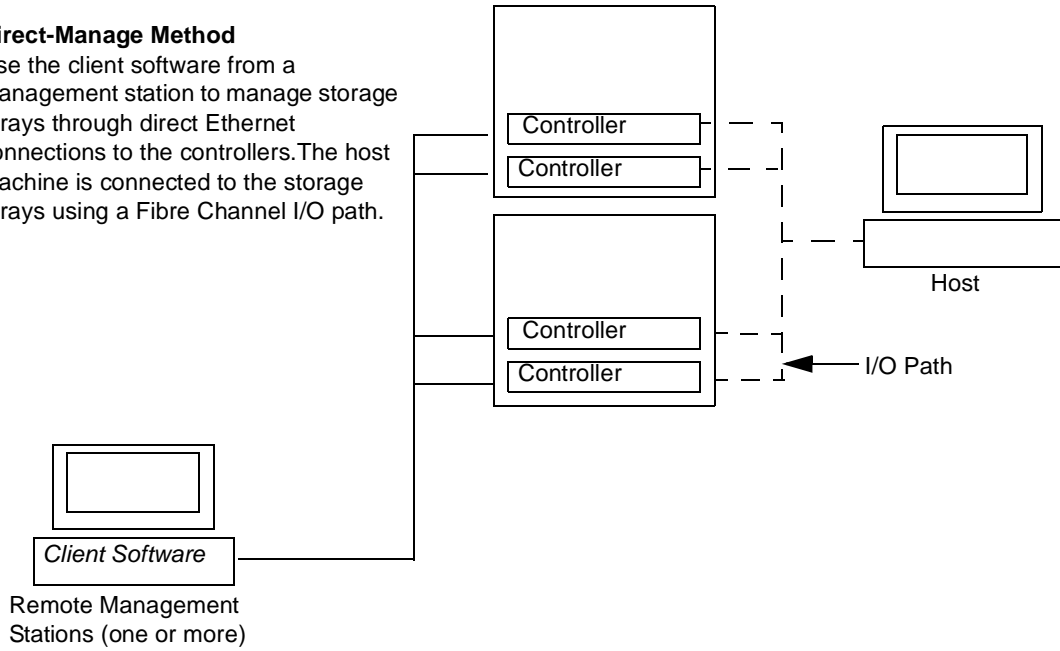 irect-Manage Method
se the client software from a
anagement station to manage storage
rays through direct Ethernet
onnections to the controllers.The host
achine is connected to the storage
rays using a Fibre Channel I/O path.
Controller
Controller
Controller
Controller
Host
I/O Path
Client Software
Remote Management
Stations (one or more)